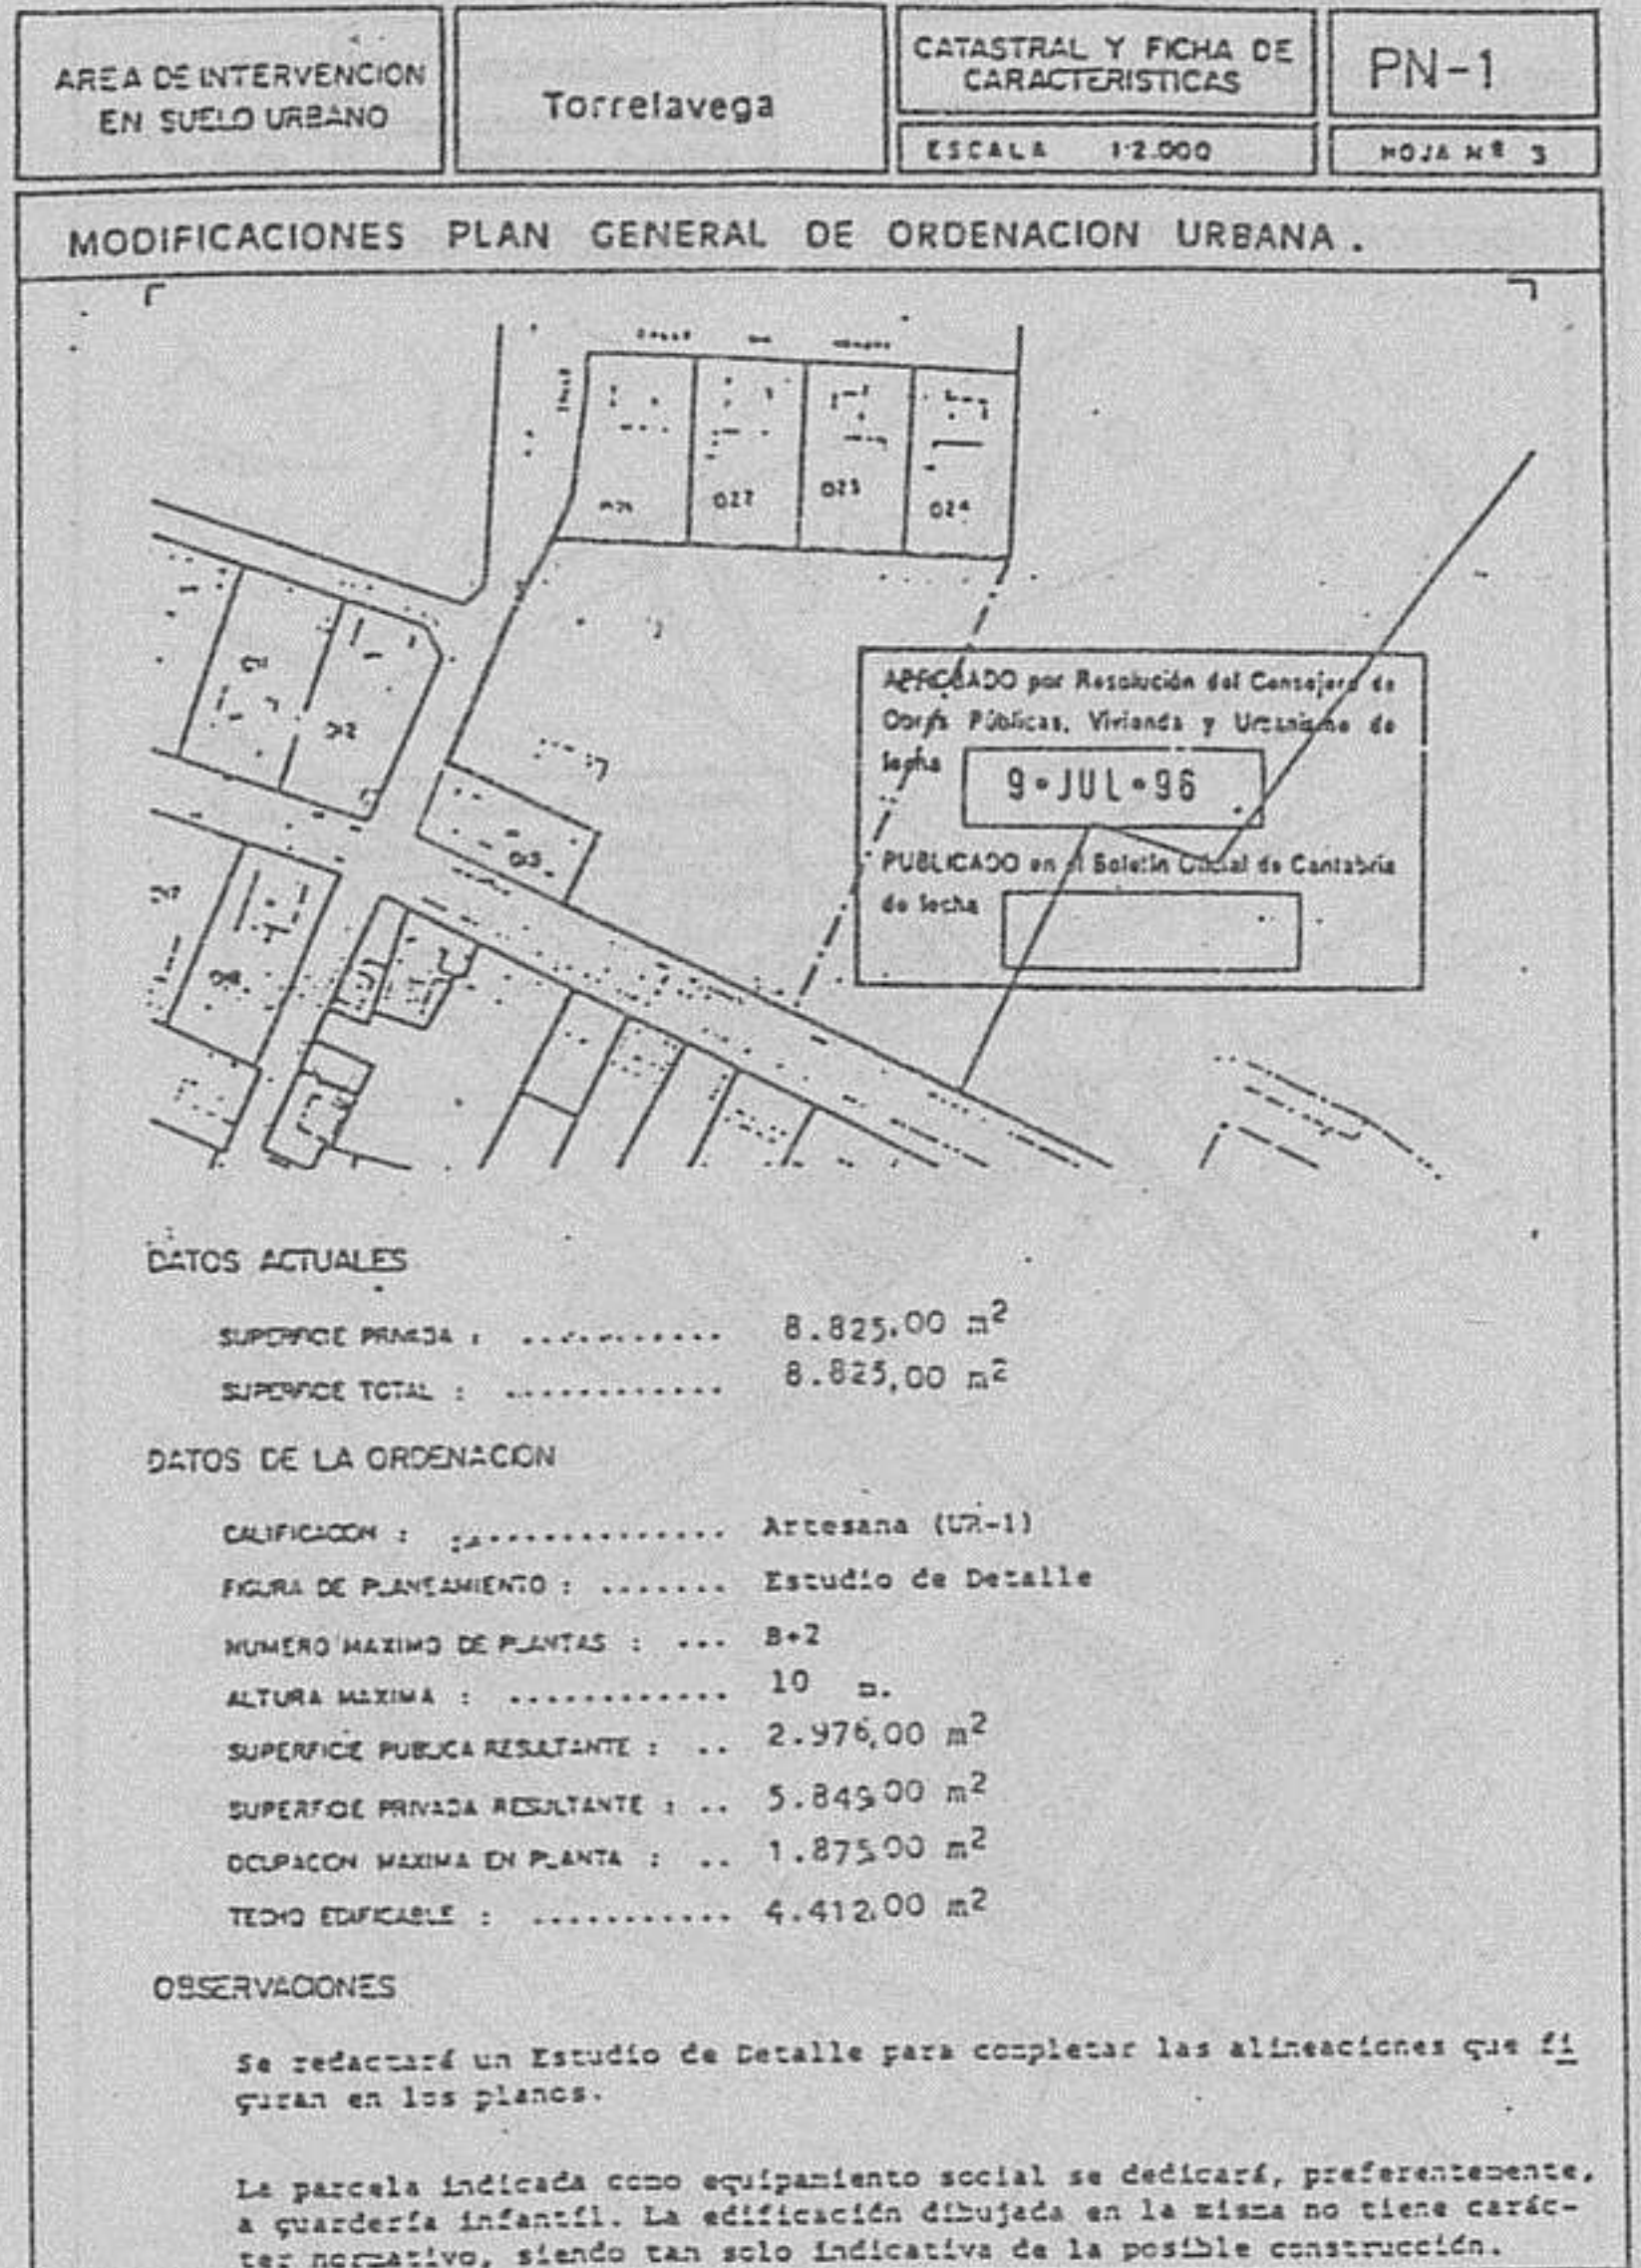 AREA DE INTERVENCION
EN SUELO URBANO
Torrelavega
CATASTRAL Y FICHA DE
CARACTERISTICAS
ESCALA 1:2.000
PN-1
HOJA Nº 3
MODIFICACIONES PLAN GENERAL DE ORDENACION URBANA.
CALLE
022
023
024
APROBADO por Resolución del Consejero de
Obras Públicas, Vivienda y Urbanismo de
fecha
9•JUL•96
PUBLICADO en el Boletín Oficial de Cantabria
de fecha
DATOS ACTUALES
SUPERFICIE PRIVADA : ............ 8.825,00 m²
SUPERFICIE TOTAL : ............. 8.825,00 m²
DATOS DE LA ORDENACION
CALIFICACION : ................ Artesana (UR-1)
FIGURA DE PLANEAMIENTO : ....... Estudio de Detalle
NUMERO MAXIMO DE PLANTAS : ... B+2
ALTURA MAXIMA : ............. 10 m.
SUPERFICIE PUBLICA RESULTANTE : .. 2.976,00 m²
SUPERFICIE PRIVADA RESULTANTE : .. 5.849,00 m²
OCUPACION MAXIMA EN PLANTA : .. 1.875,00 m²
TECHO EDIFICABLE : ............ 4.412,00 m²
OBSERVACIONES
Se redactará un Estudio de Detalle para completar las alineaciones que fi
guran en los planos.
La parcela indicada como equipamiento social se dedicará, preferentemente,
a guardería infantíl. La edificación dibujada en la misma no tiene carác-
ter normativo, siendo tan solo indicativa de la posible construcción.